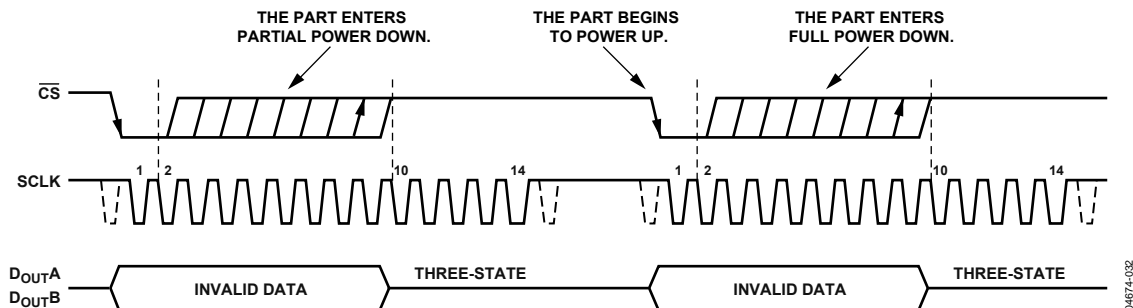 THE PART ENTERS
PARTIAL POWER DOWN.
THE PART BEGINS
TO POWER UP.
THE PART ENTERS
FULL POWER DOWN.
CS
SCLK
1 2 10 14 1 2 10 14
DOUTA
DOUTB
INVALID DATA THREE-STATE INVALID DATA THREE-STATE
04674-032